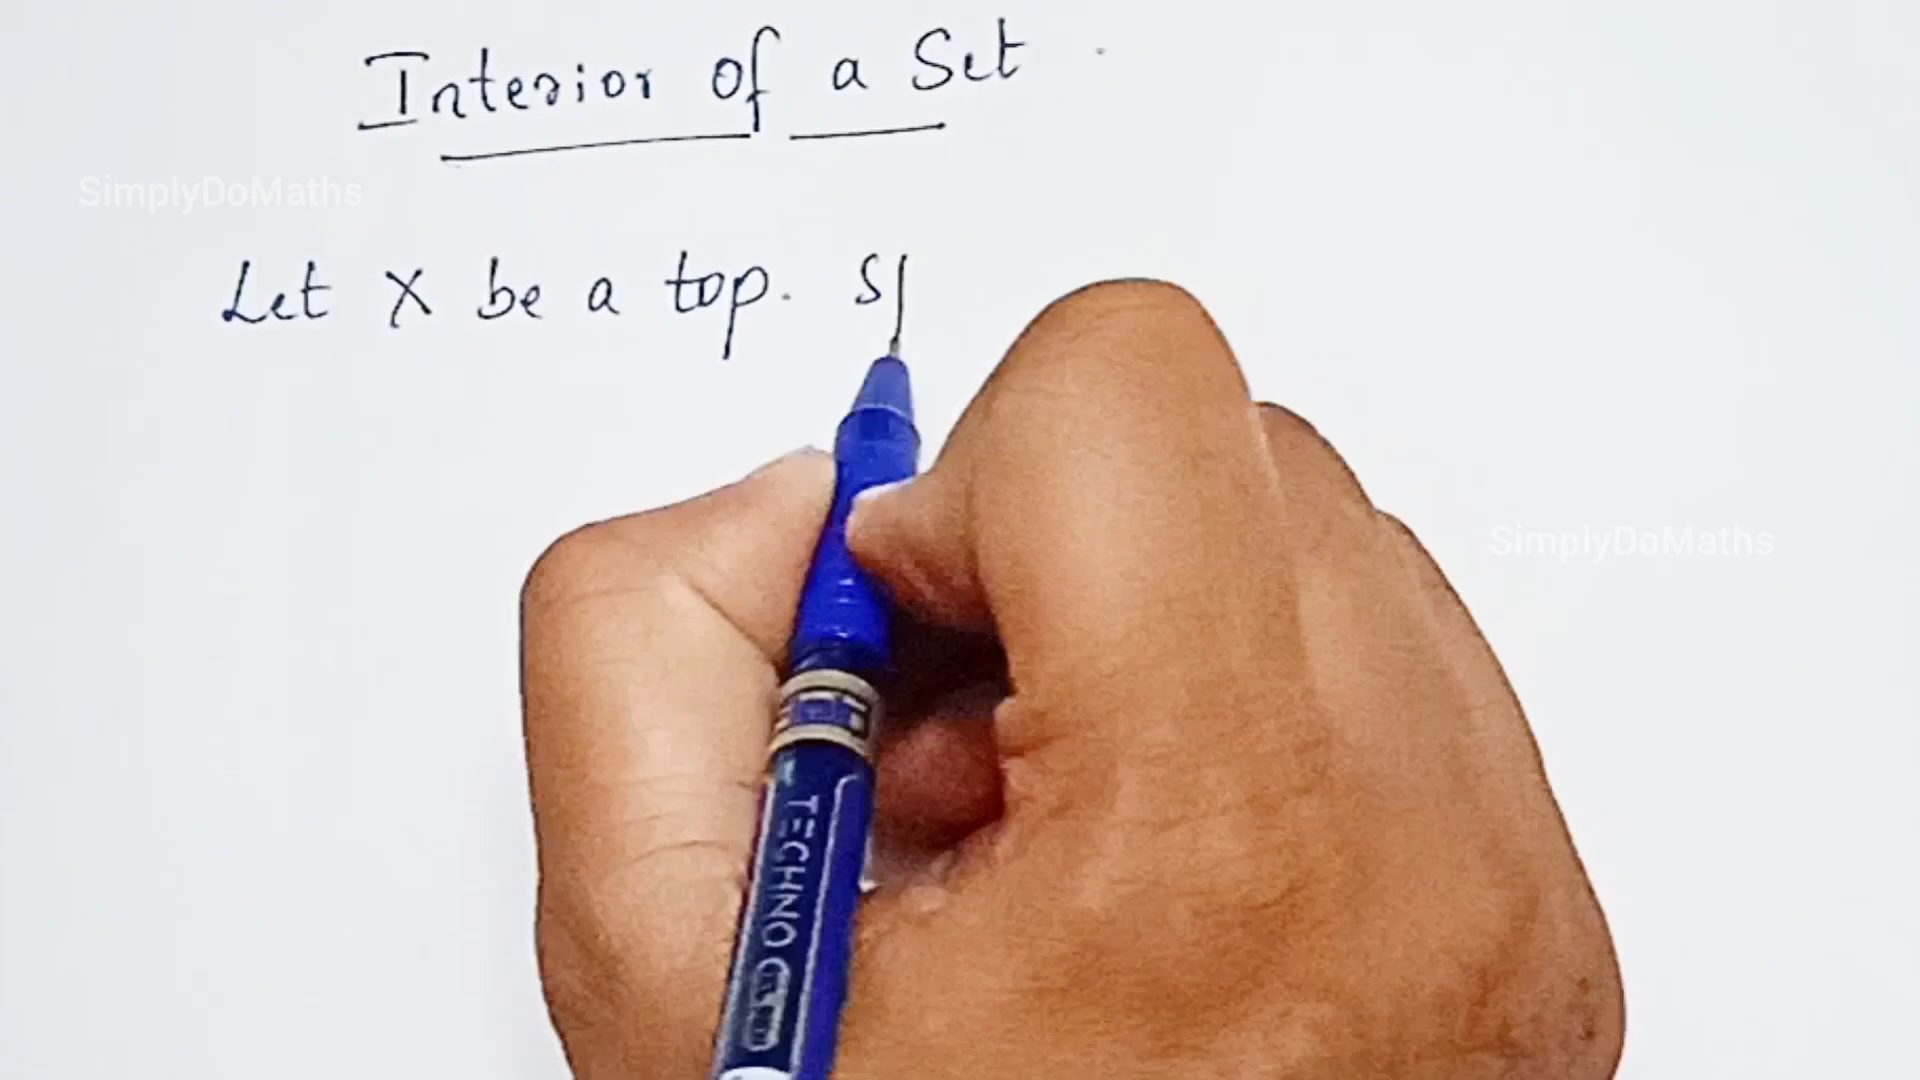 Interior of a Set
SimplyDoMaths
Let X be a top.
SimplyDoMaths
TECHNO